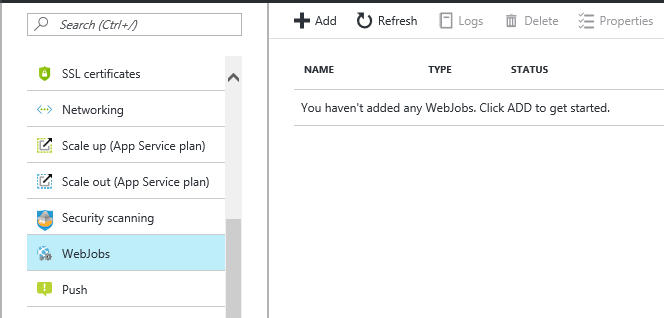 Search (Ctrl+/)
SSL certificates
Networking
Scale up (App Service plan)
Scale out (App Service plan)
Security scanning
WebJobs
Push
Add Refresh Logs Delete Properties
NAME TYPE STATUS
You haven't added any WebJobs. Click ADD to get started.